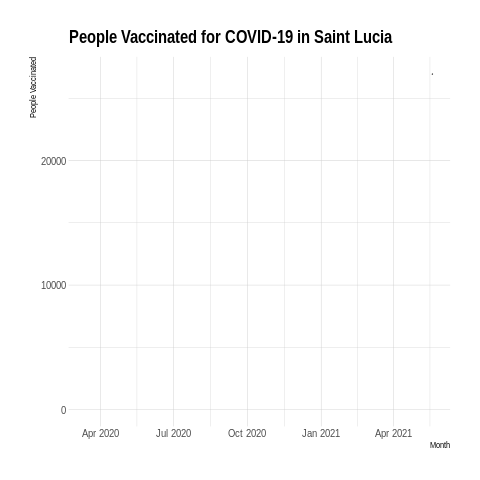 People Vaccinated for COVID-19 in Saint Lucia
People Vaccinated
20000
10000
0
Apr 2020
Jul 2020
Oct 2020
Jan 2021
Apr 2021
Month